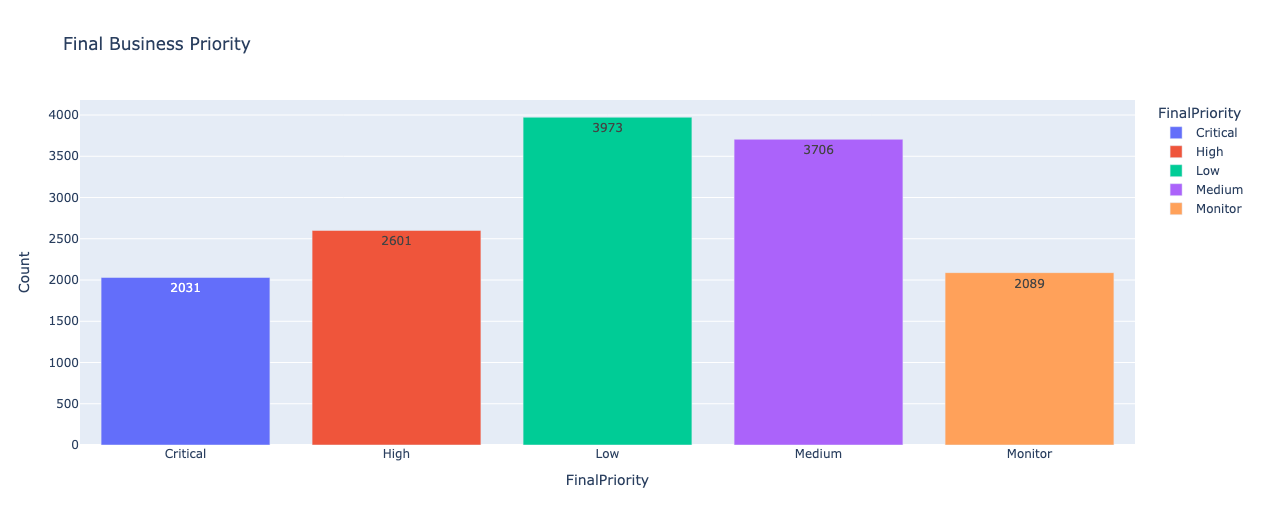 Final Business Priority
4000
3500
3000
2500
2000
1500
1000
500
0
Count
2031
2601
3973
3706
2089
Critical
High
Low
Medium
Monitor
FinalPriority
FinalPriority
Critical
High
Low
Medium
Monitor